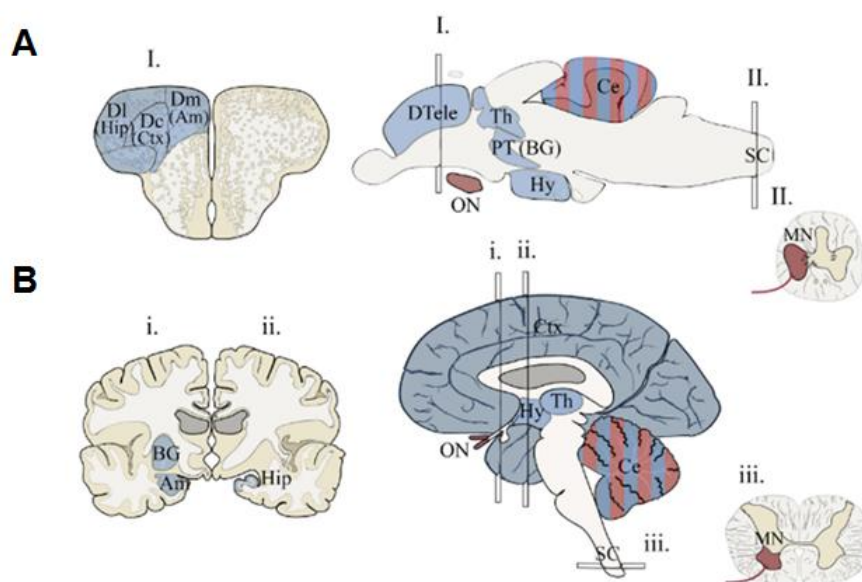 A
I.
Dl
(Hip)
Dc
(Ctx)
Dm
(Am)
I.
DTele
Th
PT (BG)
Hy
ON
Ce
II.
SC
II.
MN
B
i.
ii.
BG
Am
Hip
i.
ii.
Ctx
Hy
Th
ON
Ce
SC
iii.
iii.
MN